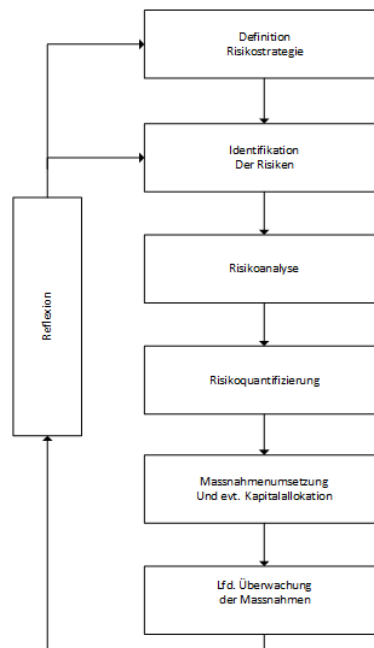 Definition
Risikostrategie
Identifikation
Der Risiken
Reflexion
Risikoanalyse
Risikoquantifizierung
Massnahmenumsetzung
Und evt. Kapitalallokation
Lfd. Überwachung
der Massnahmen